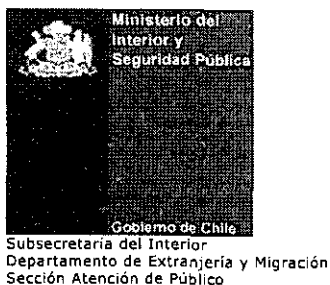 Ministerio del
Interior y
Seguridad Pública
Gobierno de Chile
Subsecretaría del Interior
Departamento de Extranjería y Migración
Sección Atención de Público